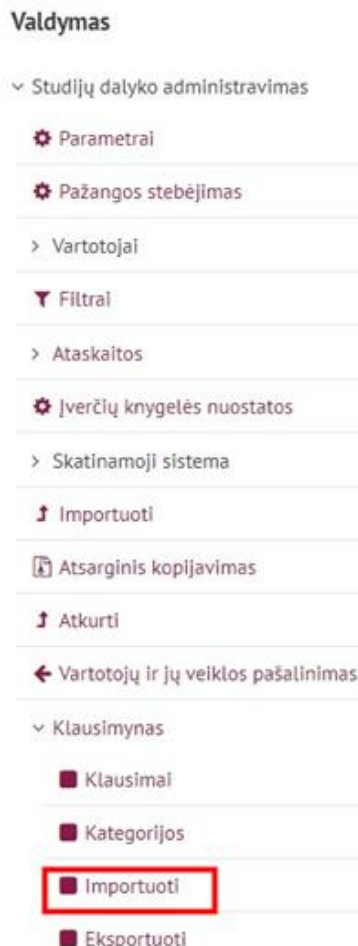 Valdymas
Studijų dalyko administravimas
Parametrai
Pažangos stebėjimas
Vartotojai
Filtrai
Ataskaitos
Įverčių knygelės nuostatos
Skatinamoji sistema
Importuoti
Atsarginis kopijavimas
Atkurti
Vartotojų ir jų veiklos pašalinimas
Klausimynas
Klausimai
Kategorijos
Importuoti
Eksportuoti